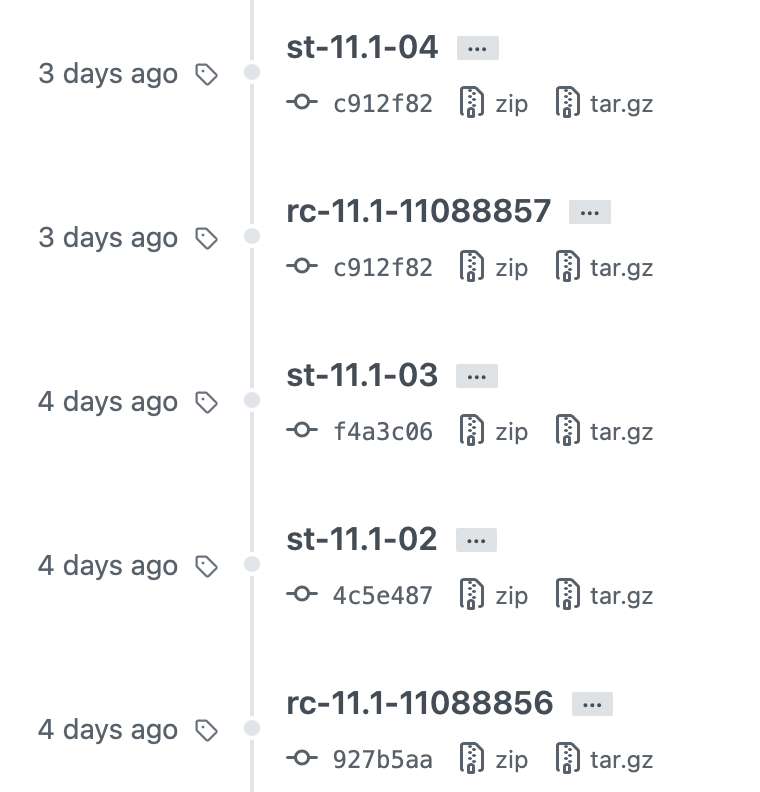 st-11.1-04 ...
3 days ago
c912f82 zip tar.gz
rc-11.1-11088857 ...
3 days ago
c912f82 zip tar.gz
st-11.1-03 ...
4 days ago
f4a3c06 zip tar.gz
st-11.1-02 ...
4 days ago
4c5e487 zip tar.gz
rc-11.1-11088856 ...
4 days ago
927b5aa zip tar.gz